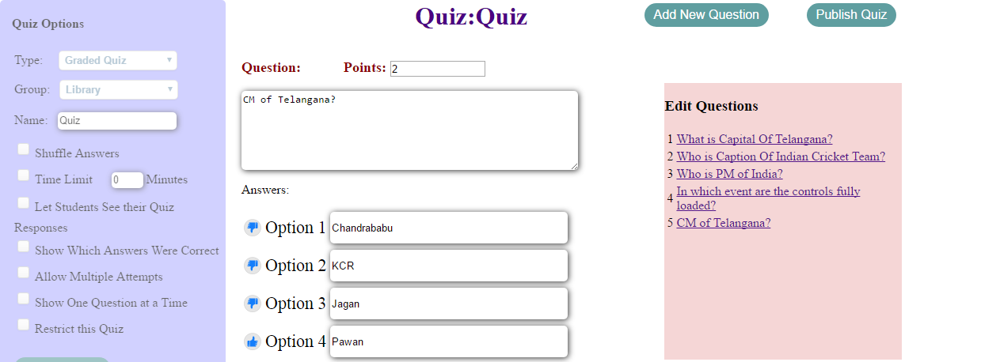 Quiz Options
Type: Graded Quiz
Group: Library
Name: Quiz
Shuffle Answers
Time Limit 0 Minutes
Let Students See their Quiz
Responses
Show Which Answers Were Correct
Allow Multiple Attempts
Show One Question at a Time
Restrict this Quiz
Quiz:Quiz
Add New Question
Publish Quiz
Question: Points: 2
CM of Telangana?
Answers:
Option 1 Chandrababu
Option 2 KCR
Option 3 Jagan
Option 4 Pawan
Edit Questions
1 What is Capital Of Telangana?
2 Who is Caption Of Indian Cricket Team?
3 Who is PM of India?
4 In which event are the controls fully
loaded?
5 CM of Telangana?